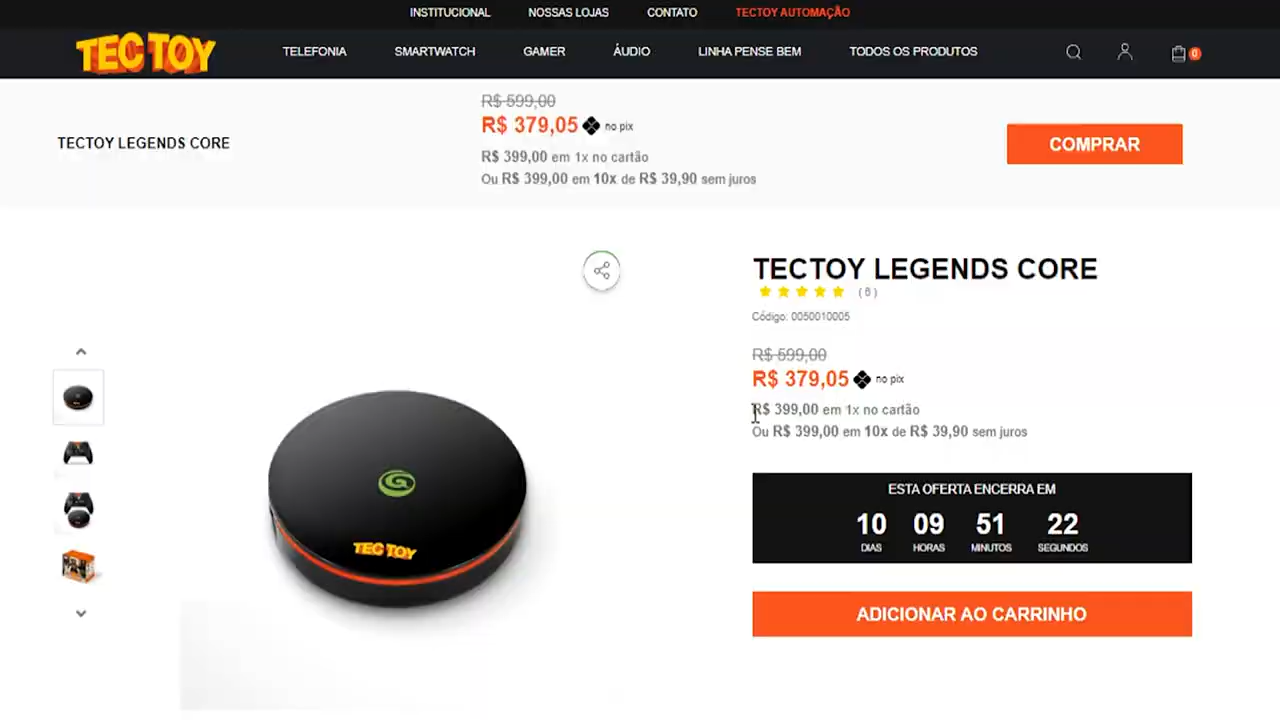 INSTITUCIONAL NOSSAS LOJAS CONTATO TECTOY AUTOMAÇÃO
TEC TOY TELEFONIA SMARTWATCH GAMER ÁUDIO LINHA PENSE BEM TODOS OS PRODUTOS 0
TECTOY LEGENDS CORE
R$ 599,00
R$ 379,05 no pix
R$ 399,00 em 1x no cartão
Ou R$ 399,00 em 10x de R$ 39,90 sem juros
COMPRAR
TECTOY LEGENDS CORE
( 6 )
Código: 0050010005
R$ 599,00
R$ 379,05 no pix
R$ 399,00 em 1x no cartão
Ou R$ 399,00 em 10x de R$ 39,90 sem juros
ESTA OFERTA ENCERRA EM
10 09 51 22
DIAS HORAS MINUTOS SEGUNDOS
ADICIONAR AO CARRINHO
TEC TOY